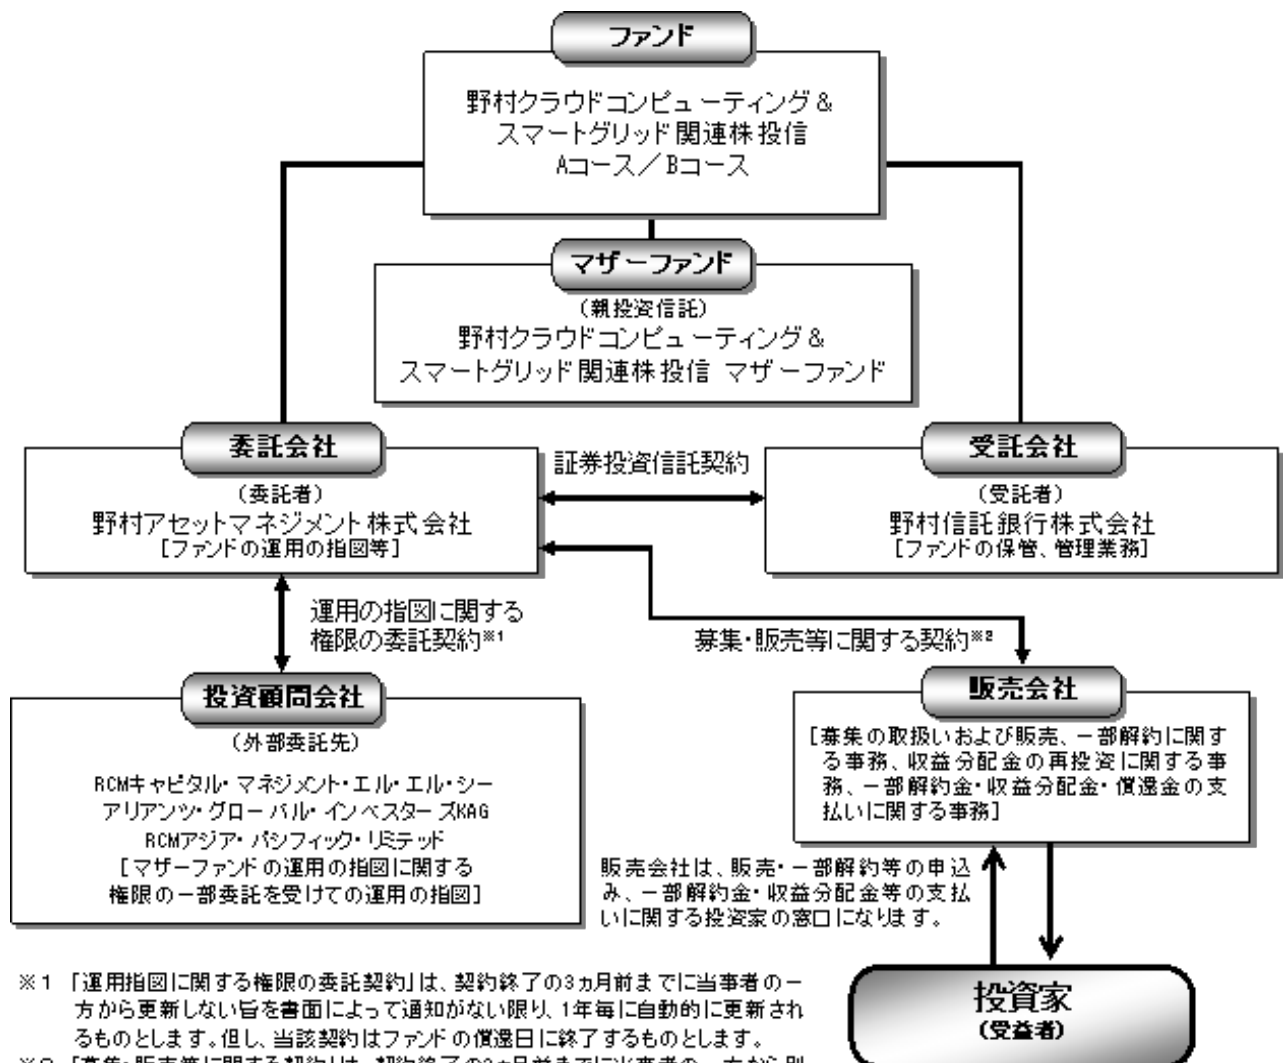 ファンド
野村クラウドコンピューティング&
スマートグリッド関連株投信
Aコース／Bコース
マザーファンド
(親投資信託)
野村クラウドコンピューティング&
スマートグリッド関連株投信 マザーファンド
委託会社
(委託者)
野村アセットマネジメント株式会社
[ファンドの運用の指図等]
証券投資信託契約
受託会社
(受託者)
野村信託銀行株式会社
[ファンドの保管、管理業務]
運用の指図に関する
権限の委託契約※1
募集・販売等に関する契約※2
投資顧問会社
(外部委託先)
RCMキャピタル・マネジメント・エル・エル・シー
アリアンツ・グローバル・インベスターズKAG
RCMアジア・パシフィック・リミテッド
[マザーファンドの運用の指図に関する
権限の一部委託を受けての運用の指図]
販売会社
[募集の取扱いおよび販売、一部解約に関す
る事務、収益分配金の再投資に関する事
務、一部解約金・収益分配金・償還金の支
払いに関する事務]
販売会社は、販売・一部解約等の申込
み、一部解約金・収益分配金等の支払
いに関する投資家の窓口になります。
投資家
(受益者)
※1 「運用指図に関する権限の委託契約」は、契約終了の3ヵ月前までに当事者の一
方から更新しない旨を書面によって通知がない限り、1年毎に自動的に更新され
るものとします。但し、当該契約はファンドの償還日に終了するものとします。